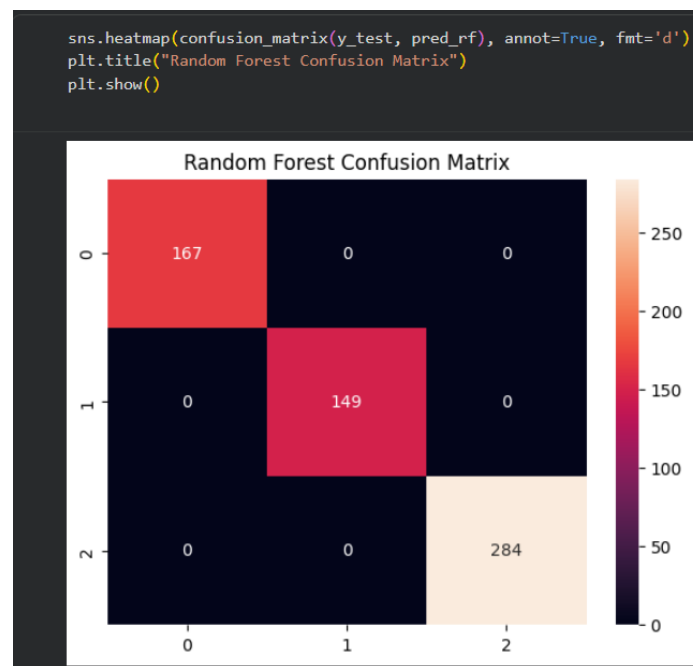 sns.heatmap(confusion_matrix(y_test, pred_rf), annot=True, fmt='d')
plt.title("Random Forest Confusion Matrix")
plt.show()
Random Forest Confusion Matrix
0 167 0 0
1 0 149 0
2 0 0 284
0 1 2
250
200
150
100
50
0